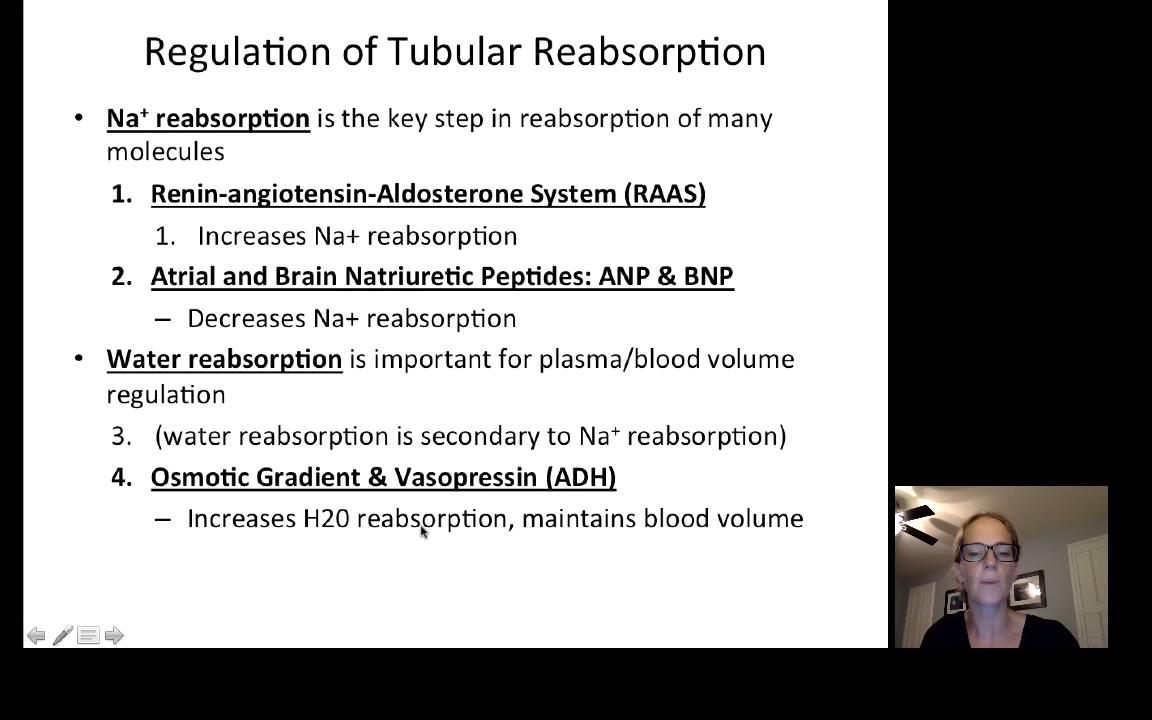 Regulation of Tubular Reabsorption
• Na⁺ reabsorption is the key step in reabsorption of many
molecules
1. Renin-angiotensin-Aldosterone System (RAAS)
1. Increases Na+ reabsorption
2. Atrial and Brain Natriuretic Peptides: ANP & BNP
– Decreases Na+ reabsorption
• Water reabsorption is important for plasma/blood volume
regulation
3. (water reabsorption is secondary to Na⁺ reabsorption)
4. Osmotic Gradient & Vasopressin (ADH)
– Increases H20 reabsorption, maintains blood volume